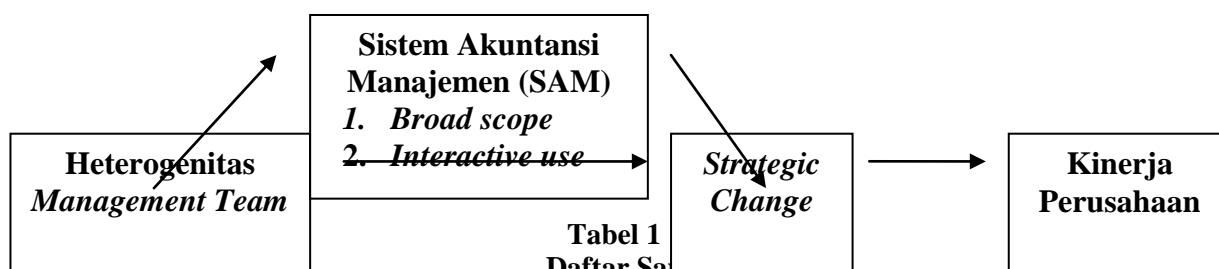 Sistem Akuntansi
Manajemen (SAM)
1. Broad scope
2. Interactive use
Heterogenitas
Management Team
Strategic
Change
Kinerja
Perusahaan
Tabel 1
Daftar